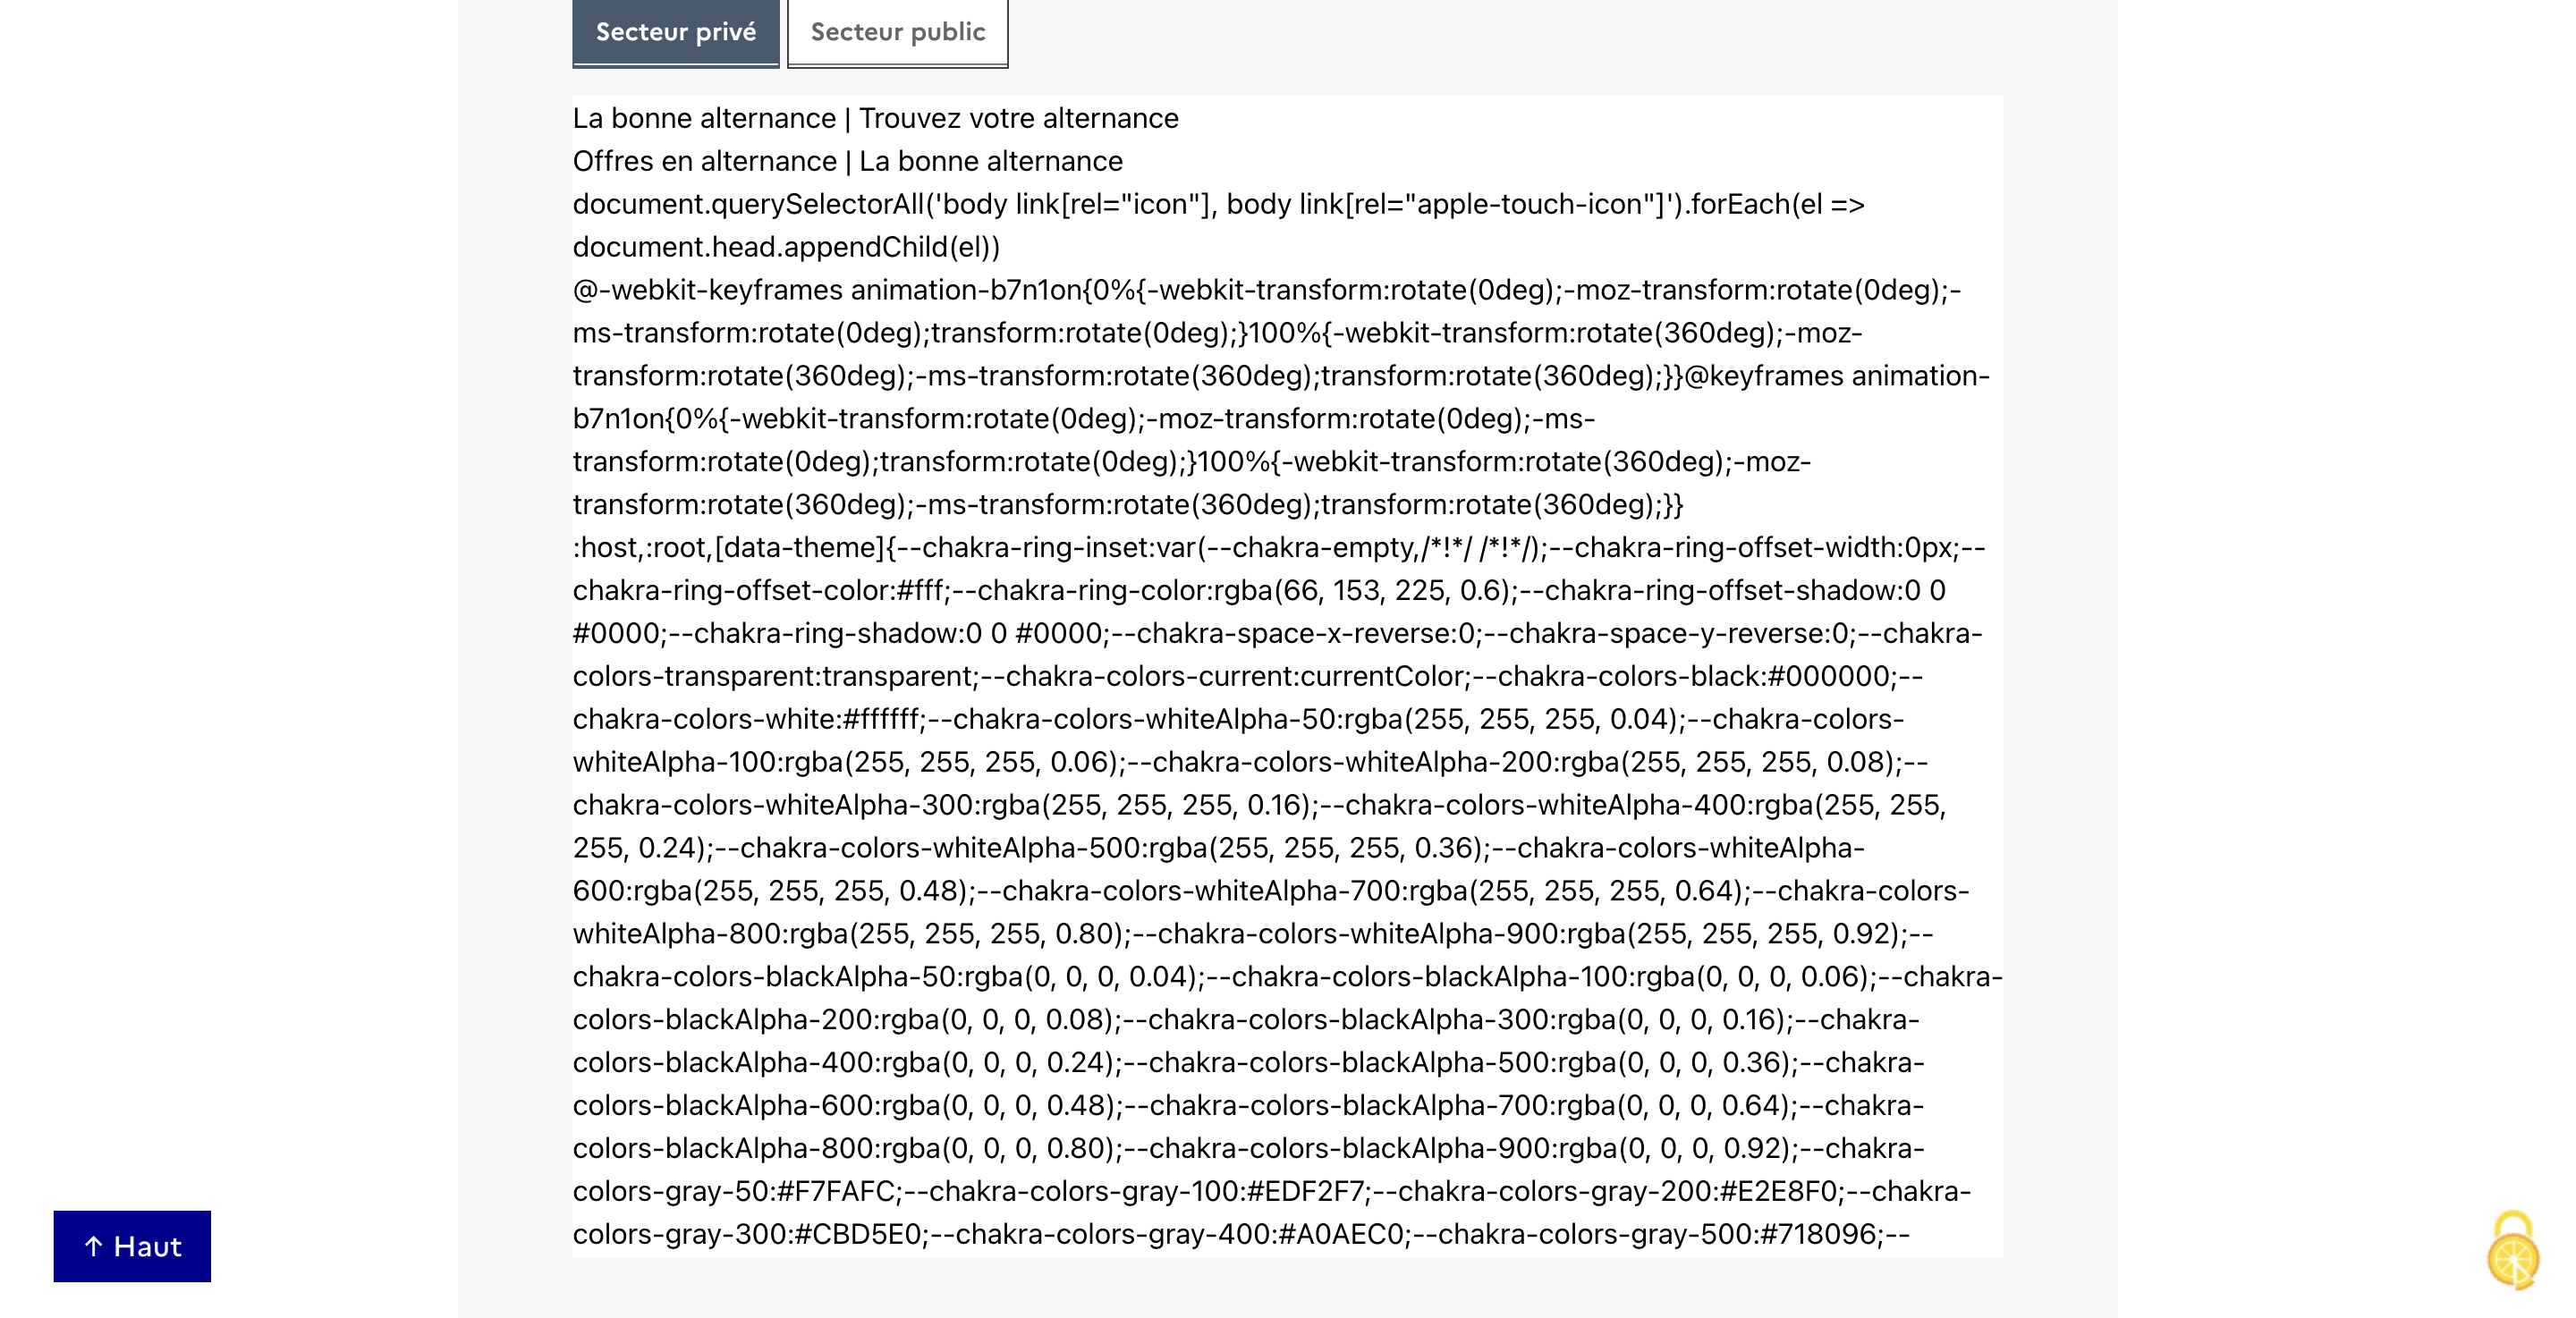 Secteur privé
Secteur public
La bonne alternance | Trouvez votre alternance
Offres en alternance | La bonne alternance
document.querySelectorAll('body link[rel="icon"], body link[rel="apple-touch-icon"]').forEach(el =>
document.head.appendChild(el))
@-webkit-keyframes animation-b7n1on{0%{-webkit-transform:rotate(0deg);-moz-transform:rotate(0deg);-
ms-transform:rotate(0deg);transform:rotate(0deg);}100%{-webkit-transform:rotate(360deg);-moz-
transform:rotate(360deg);-ms-transform:rotate(360deg);transform:rotate(360deg);}}@keyframes animation-
b7n1on{0%{-webkit-transform:rotate(0deg);-moz-transform:rotate(0deg);-ms-
transform:rotate(0deg);transform:rotate(0deg);}100%{-webkit-transform:rotate(360deg);-moz-
transform:rotate(360deg);-ms-transform:rotate(360deg);transform:rotate(360deg);}}
:host,:root,[data-theme]{--chakra-ring-inset:var(--chakra-empty,/*!*/ /*!*/);--chakra-ring-offset-width:0px;--
chakra-ring-offset-color:#fff;--chakra-ring-color:rgba(66, 153, 225, 0.6);--chakra-ring-offset-shadow:0 0
#0000;--chakra-ring-shadow:0 0 #0000;--chakra-space-x-reverse:0;--chakra-space-y-reverse:0;--chakra-
colors-transparent:transparent;--chakra-colors-current:currentColor;--chakra-colors-black:#000000;--
chakra-colors-white:#ffffff;--chakra-colors-whiteAlpha-50:rgba(255, 255, 255, 0.04);--chakra-colors-
whiteAlpha-100:rgba(255, 255, 255, 0.06);--chakra-colors-whiteAlpha-200:rgba(255, 255, 255, 0.08);--
chakra-colors-whiteAlpha-300:rgba(255, 255, 255, 0.16);--chakra-colors-whiteAlpha-400:rgba(255, 255,
255, 0.24);--chakra-colors-whiteAlpha-500:rgba(255, 255, 255, 0.36);--chakra-colors-whiteAlpha-
600:rgba(255, 255, 255, 0.48);--chakra-colors-whiteAlpha-700:rgba(255, 255, 255, 0.64);--chakra-colors-
whiteAlpha-800:rgba(255, 255, 255, 0.80);--chakra-colors-whiteAlpha-900:rgba(255, 255, 255, 0.92);--
chakra-colors-blackAlpha-50:rgba(0, 0, 0, 0.04);--chakra-colors-blackAlpha-100:rgba(0, 0, 0, 0.06);--chakra-
colors-blackAlpha-200:rgba(0, 0, 0, 0.08);--chakra-colors-blackAlpha-300:rgba(0, 0, 0, 0.16);--chakra-
colors-blackAlpha-400:rgba(0, 0, 0, 0.24);--chakra-colors-blackAlpha-500:rgba(0, 0, 0, 0.36);--chakra-
colors-blackAlpha-600:rgba(0, 0, 0, 0.48);--chakra-colors-blackAlpha-700:rgba(0, 0, 0, 0.64);--chakra-
colors-blackAlpha-800:rgba(0, 0, 0, 0.80);--chakra-colors-blackAlpha-900:rgba(0, 0, 0, 0.92);--chakra-
colors-gray-50:#F7FAFC;--chakra-colors-gray-100:#EDF2F7;--chakra-colors-gray-200:#E2E8F0;--chakra-
colors-gray-300:#CBD5E0;--chakra-colors-gray-400:#A0AEC0;--chakra-colors-gray-500:#718096;--
↑ Haut